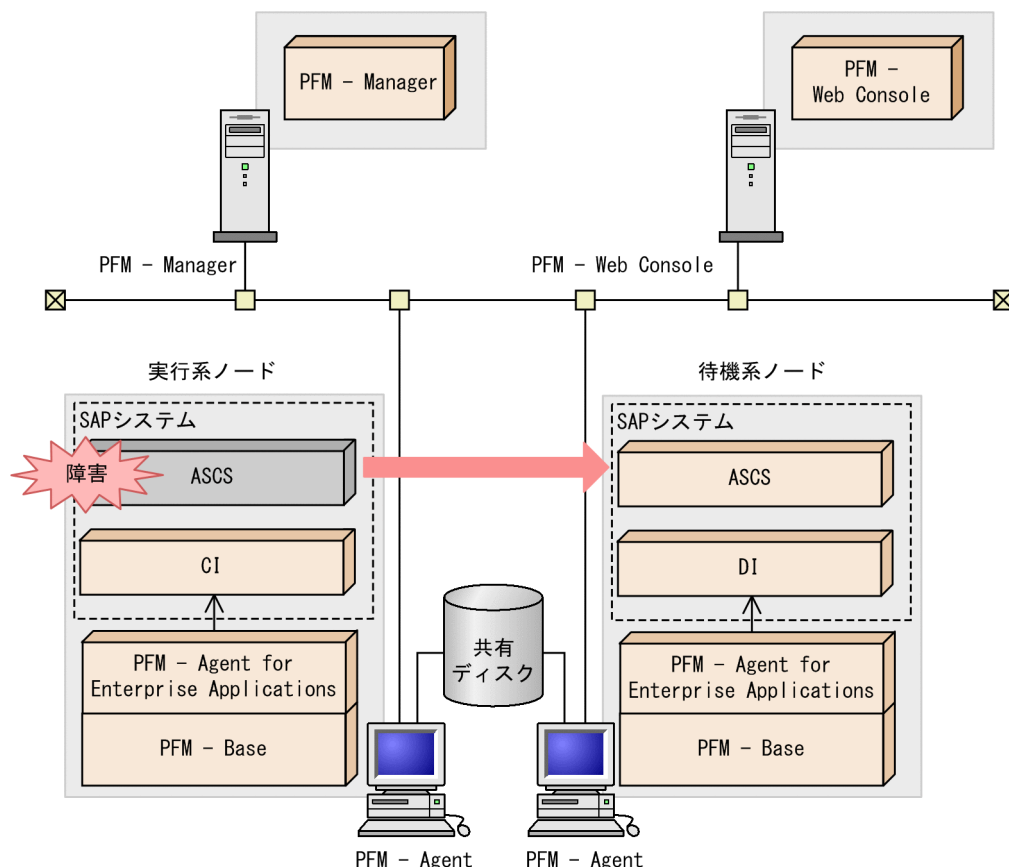 PFM - Manager
PFM -
Web Console
PFM - Manager
PFM - Web Console
実行系ノード
待機系ノード
SAPシステム
障害
ASCS
CI
PFM - Agent for
Enterprise Applications
PFM - Base
共有
ディスク
SAPシステム
ASCS
DI
PFM - Agent for
Enterprise Applications
PFM - Base
PFM - Agent
PFM - Agent